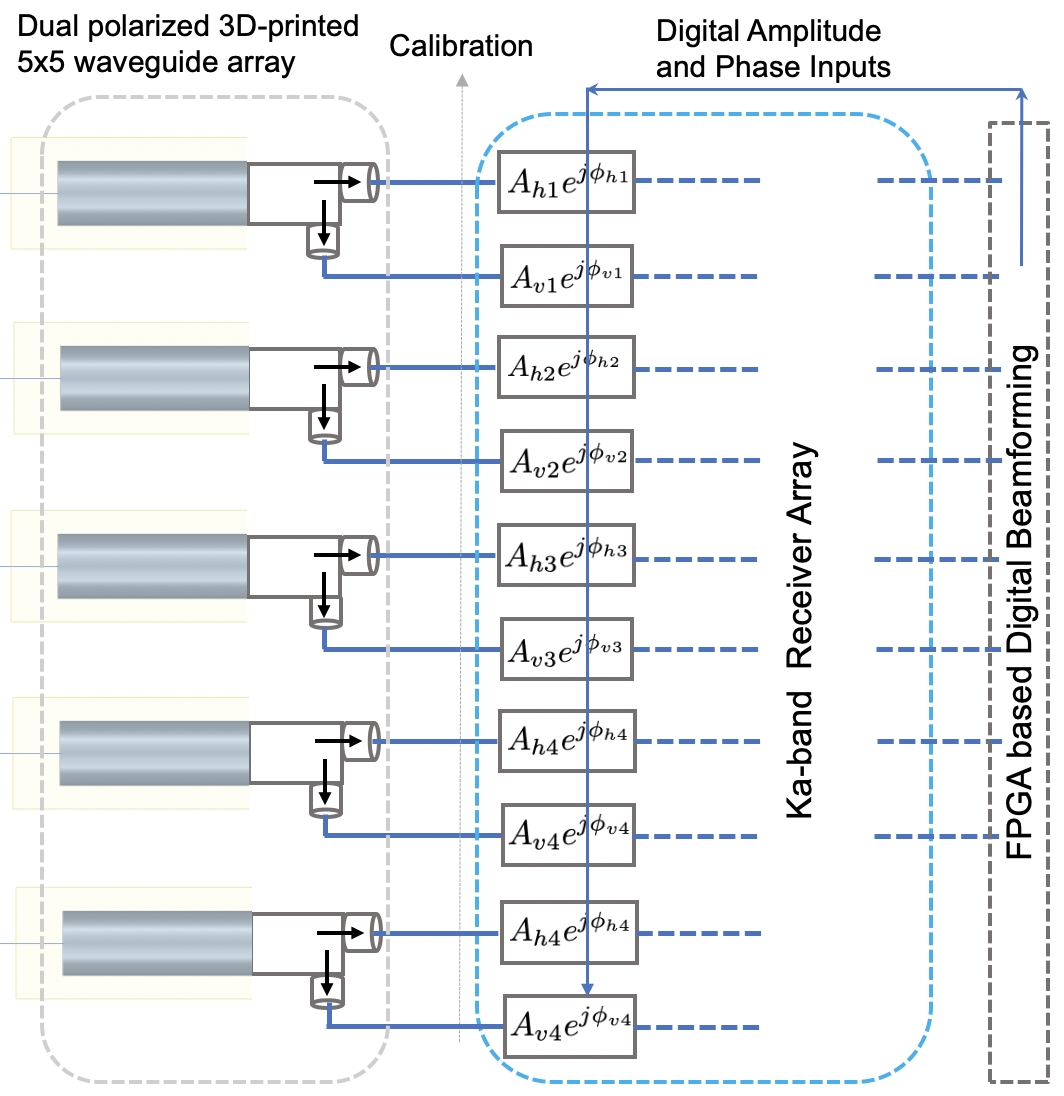 Dual polarized 3D-printed
5x5 waveguide array
Calibration
Digital Amplitude
and Phase Inputs
A_{h1}e^{jϕ_{h1}}
A_{v1}e^{jϕ_{v1}}
A_{h2}e^{jϕ_{h2}}
A_{v2}e^{jϕ_{v2}}
A_{h3}e^{jϕ_{h3}}
A_{v3}e^{jϕ_{v3}}
A_{h4}e^{jϕ_{h4}}
A_{v4}e^{jϕ_{v4}}
A_{h4}e^{jϕ_{h4}}
A_{v4}e^{jϕ_{v4}}
Ka-band Receiver Array
FPGA based Digital Beamforming